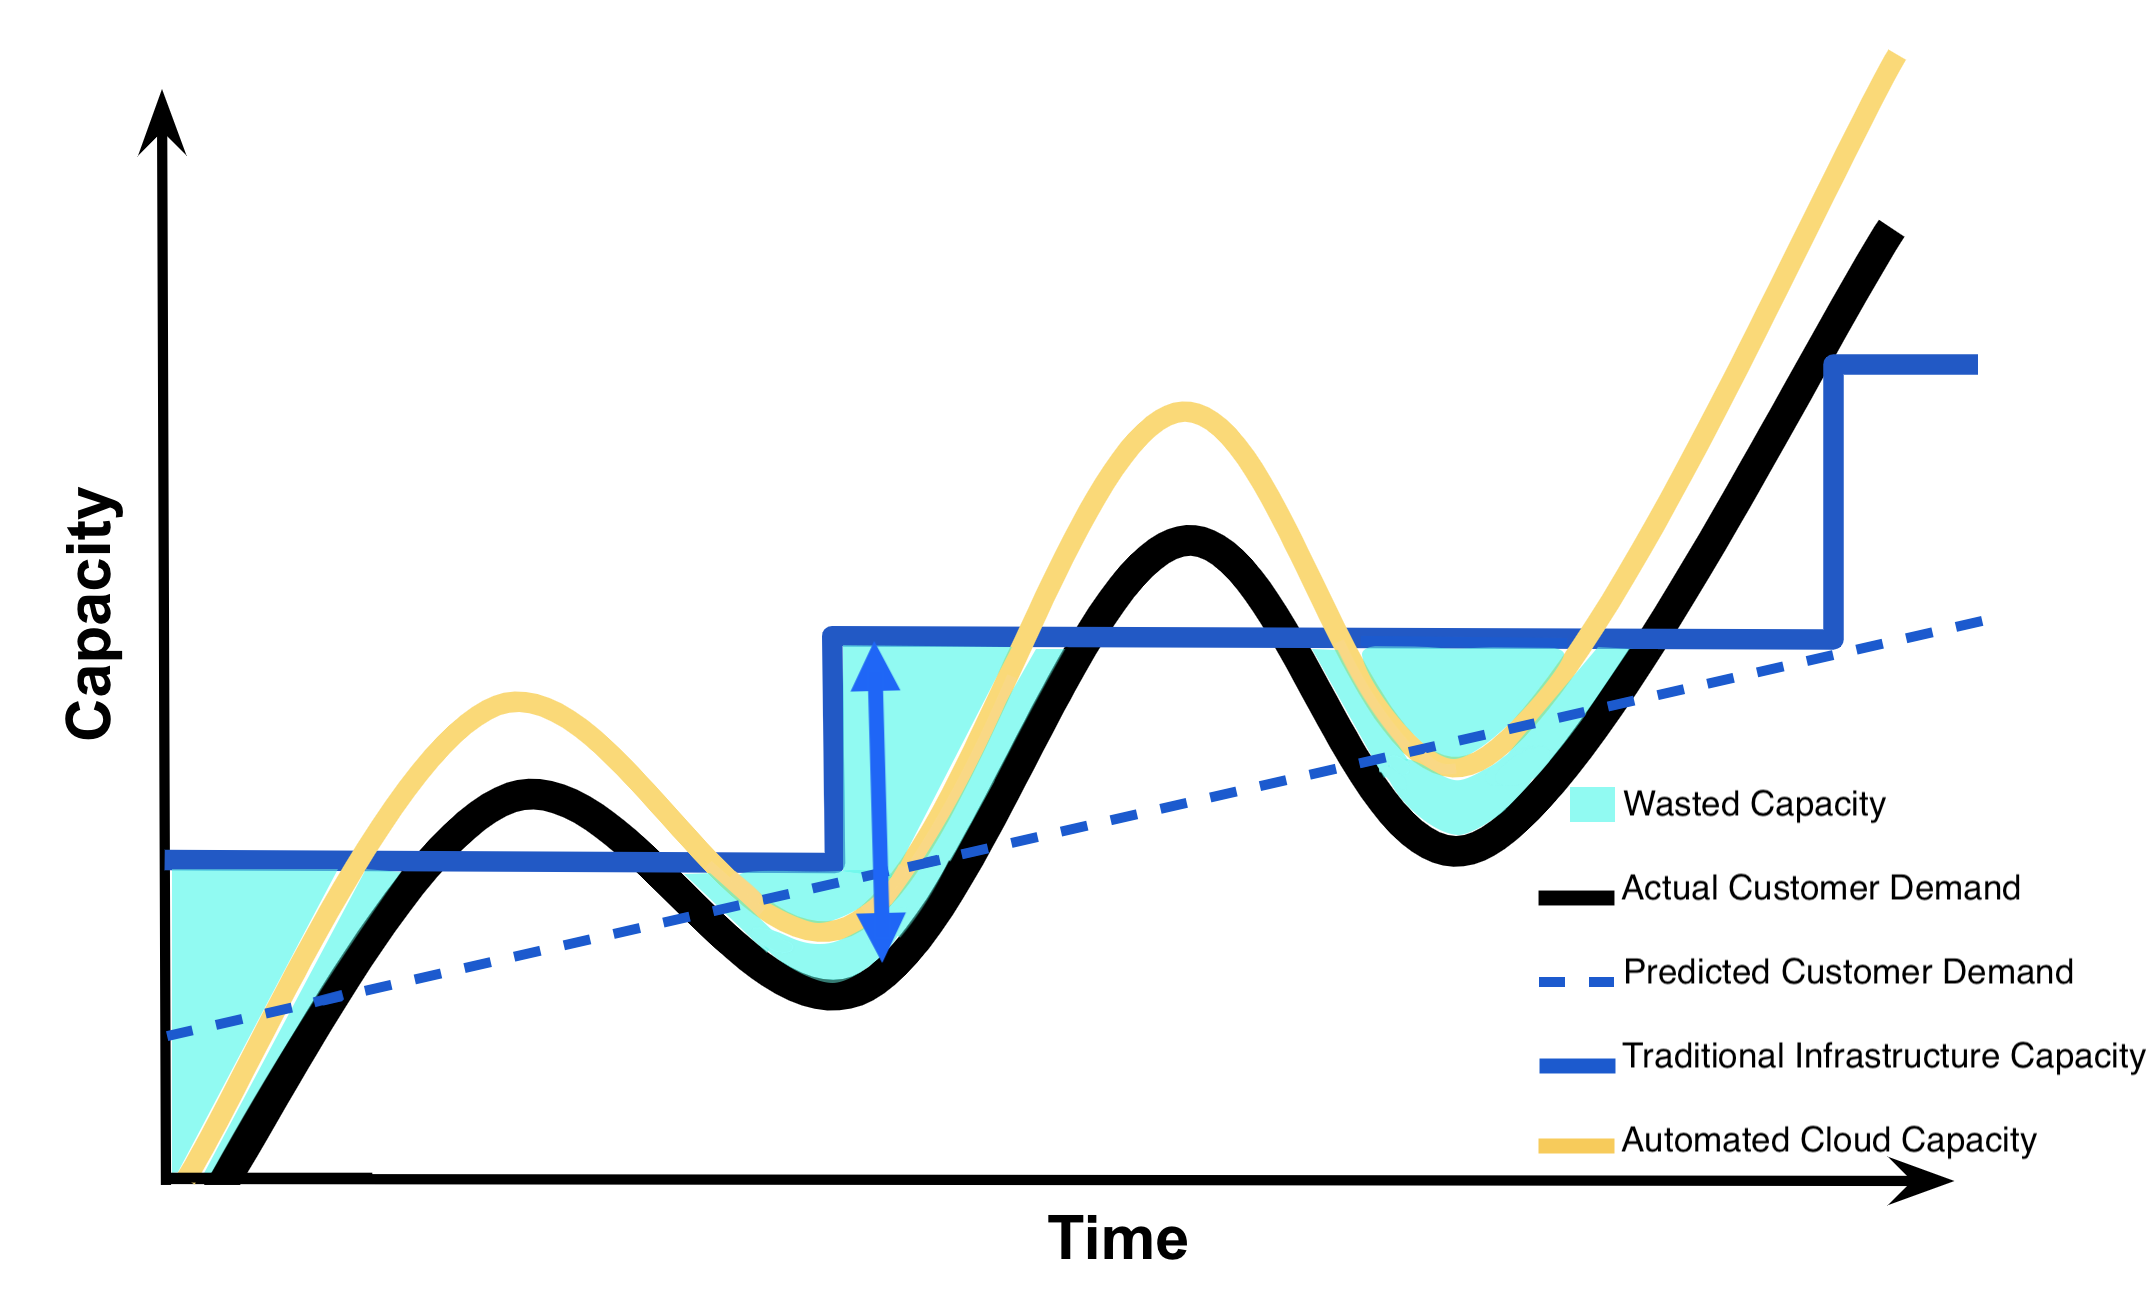 Capacity
Wasted Capacity
Actual Customer Demand
Predicted Customer Demand
Traditional Infrastructure Capacity
Automated Cloud Capacity
Time